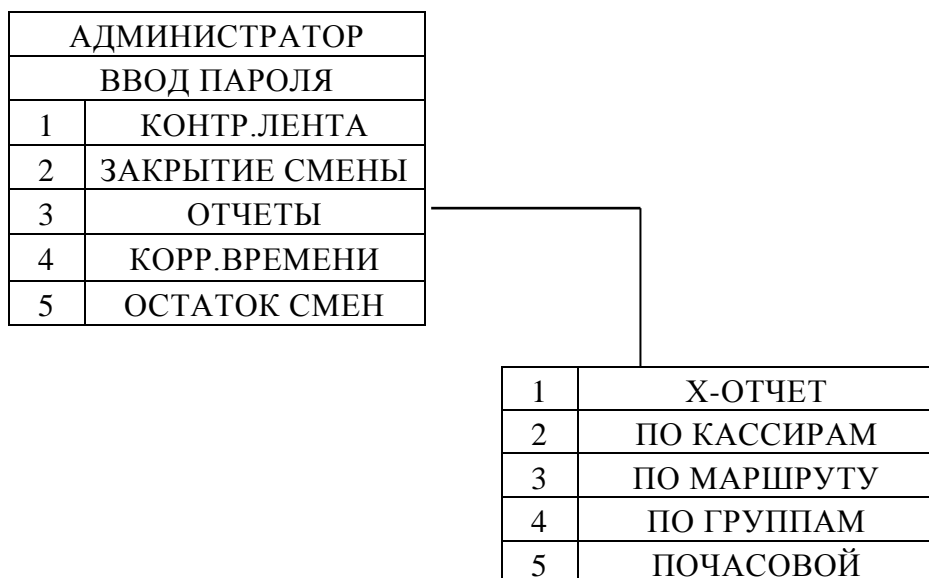 АДМИНИСТРАТОР
ВВОД ПАРОЛЯ
1 КОНТР.ЛЕНТА
2 ЗАКРЫТИЕ СМЕНЫ
3 ОТЧЕТЫ
4 КОРР.ВРЕМЕНИ
5 ОСТАТОК СМЕН
1 Х-ОТЧЕТ
2 ПО КАССИРАМ
3 ПО МАРШРУТУ
4 ПО ГРУППАМ
5 ПОЧАСОВОЙ